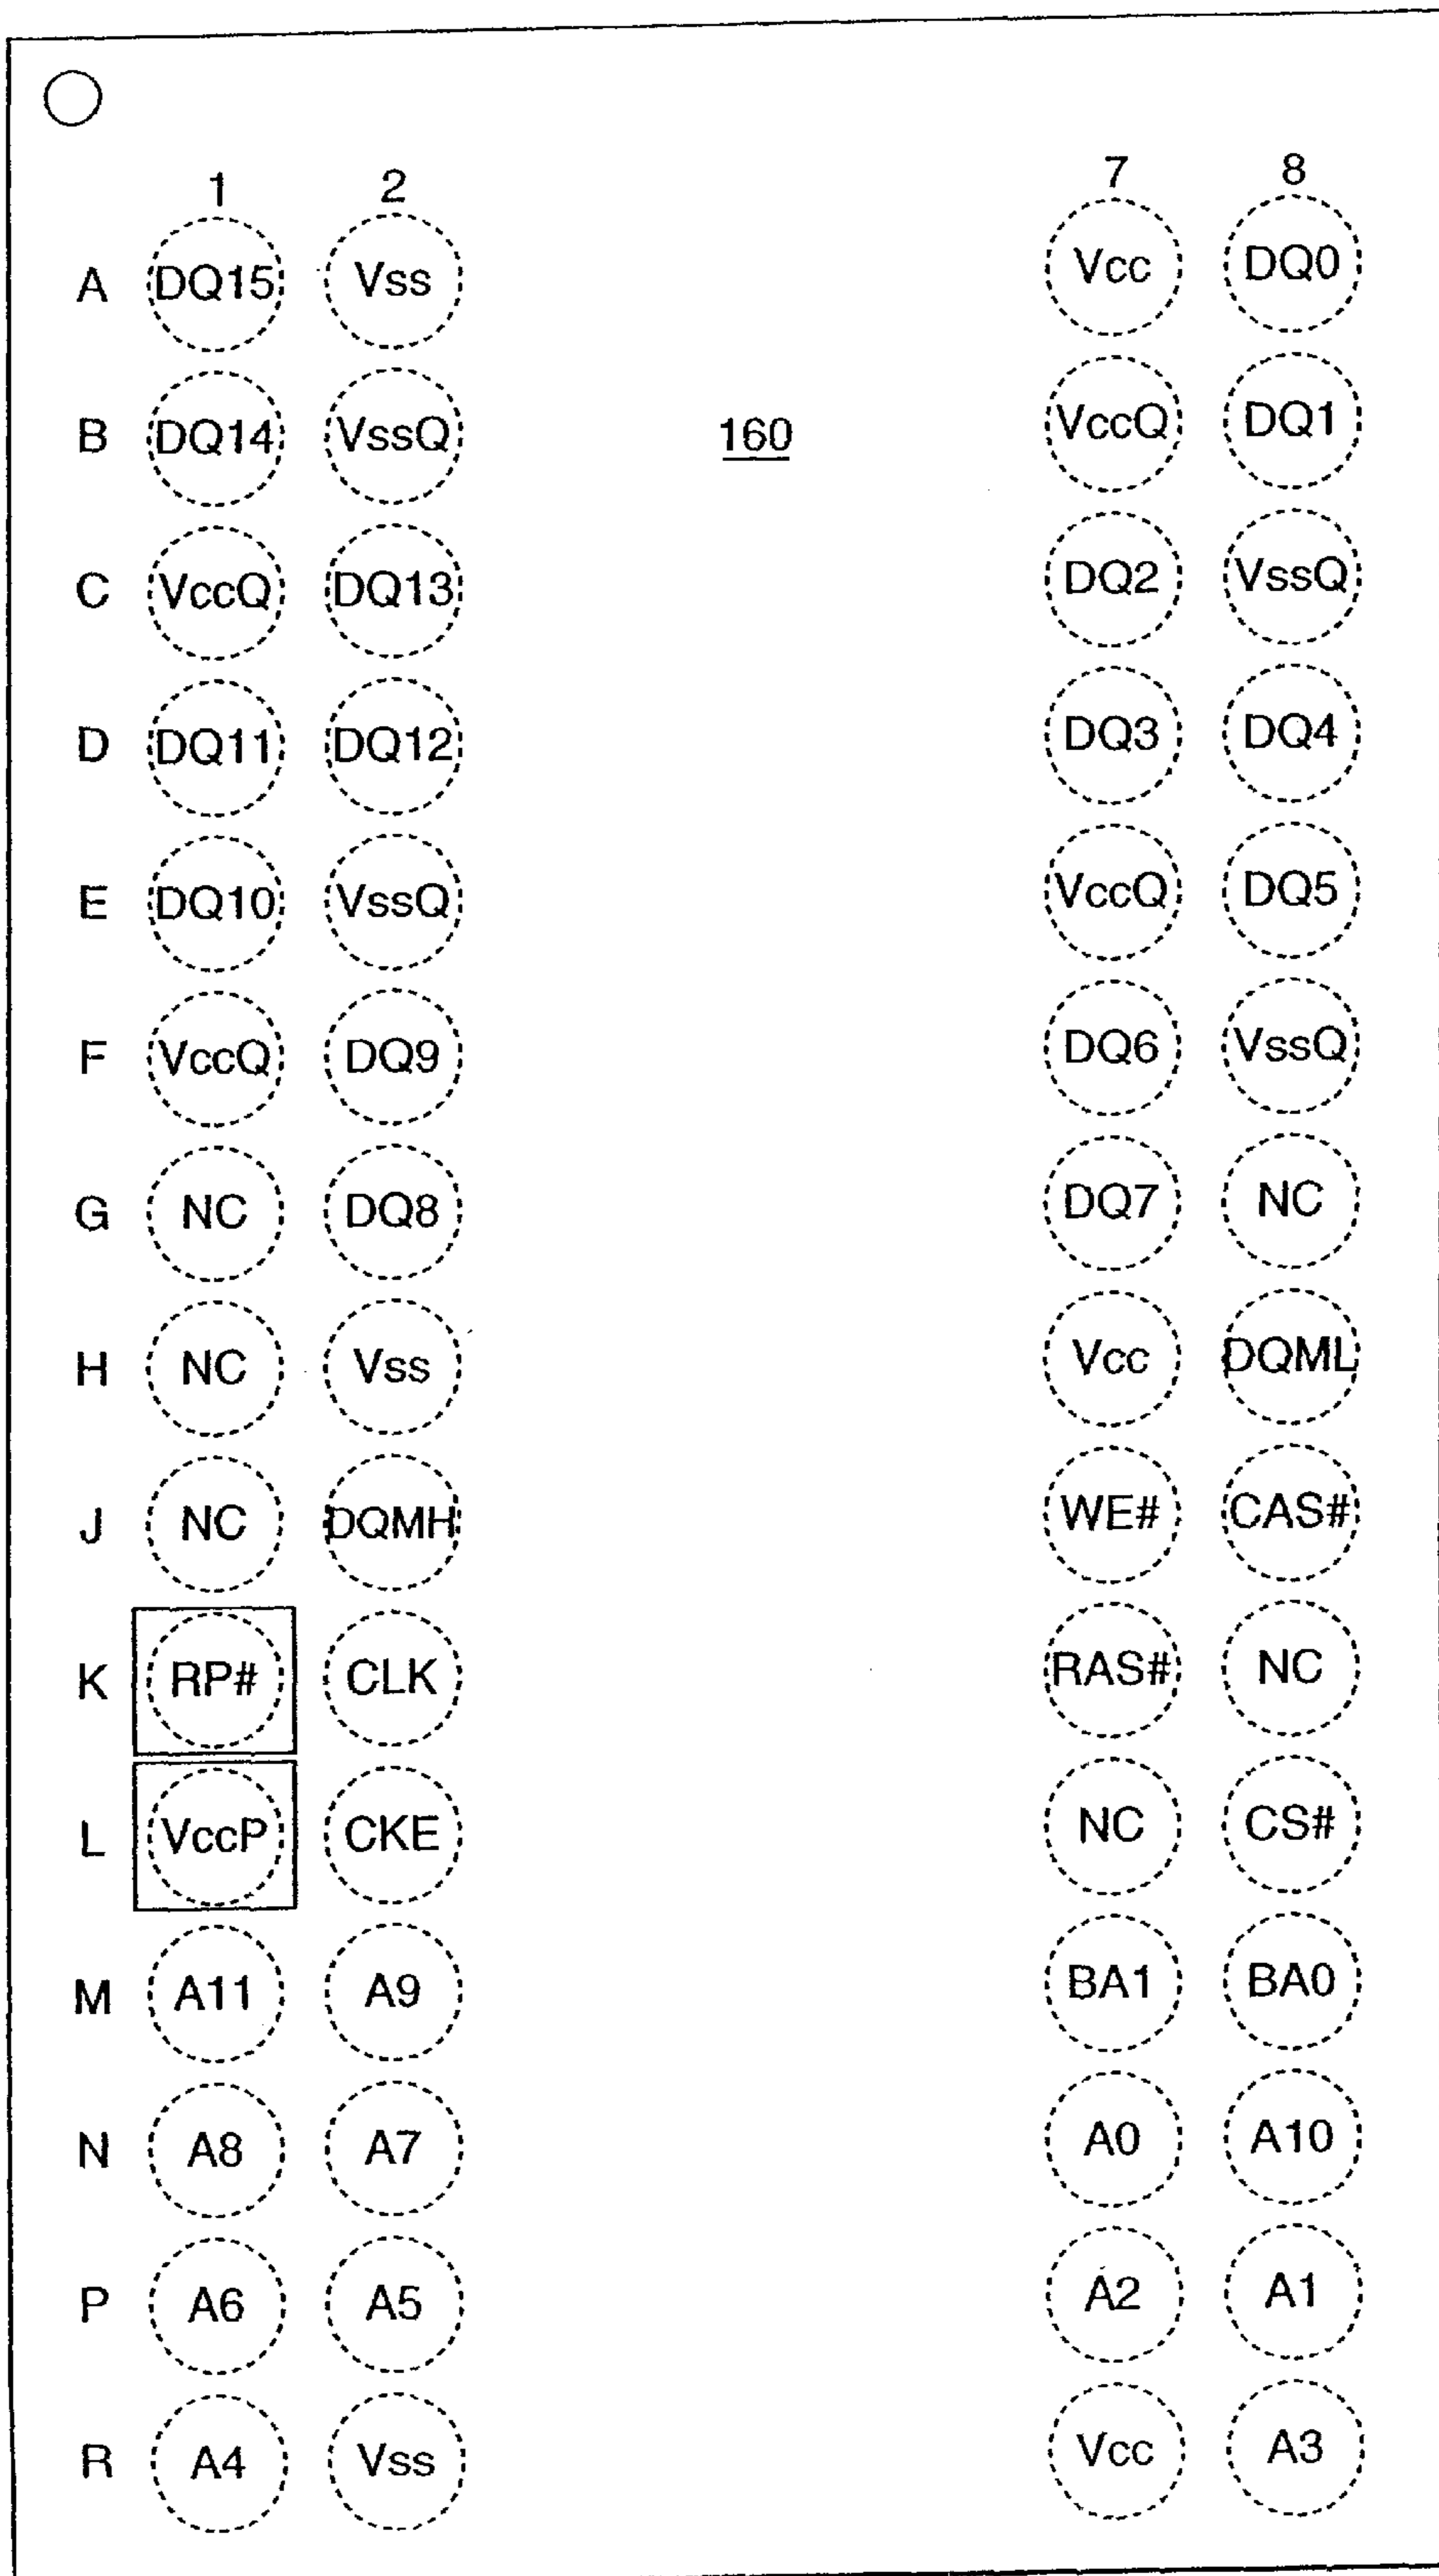 1 2 7 8
A DQ15 Vss Vcc DQ0
B DQ14 VssQ 160 VccQ DQ1
C VccQ DQ13 DQ2 VssQ
D DQ11 DQ12 DQ3 DQ4
E DQ10 VssQ VccQ DQ5
F VccQ DQ9 DQ6 VssQ
G NC DQ8 DQ7 NC
H NC Vss Vcc DQML
J NC DQMH WE# CAS#
K RP# CLK RAS# NC
L VccP CKE NC CS#
M A11 A9 BA1 BA0
N A8 A7 A0 A10
P A6 A5 A2 A1
R A4 Vss Vcc A3